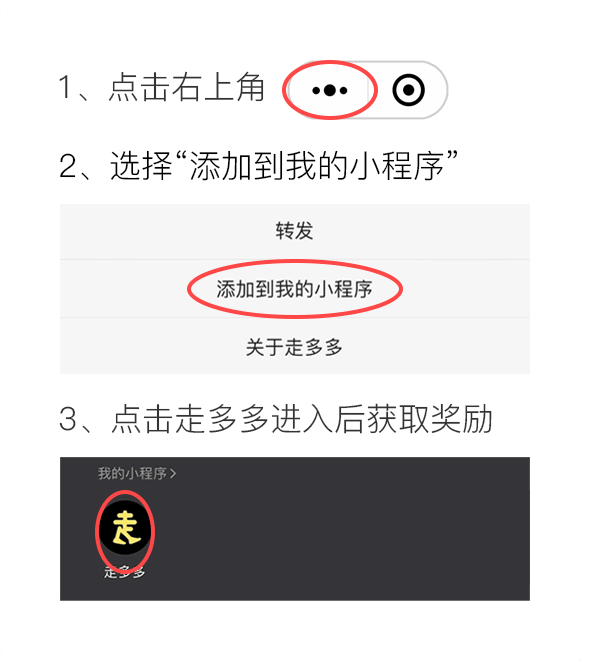 1、点击右上角
2、选择“添加到我的小程序”
转发
添加到我的小程序
关于走多多
3、点击走多多进入后获取奖励
我的小程序>
走
走多多